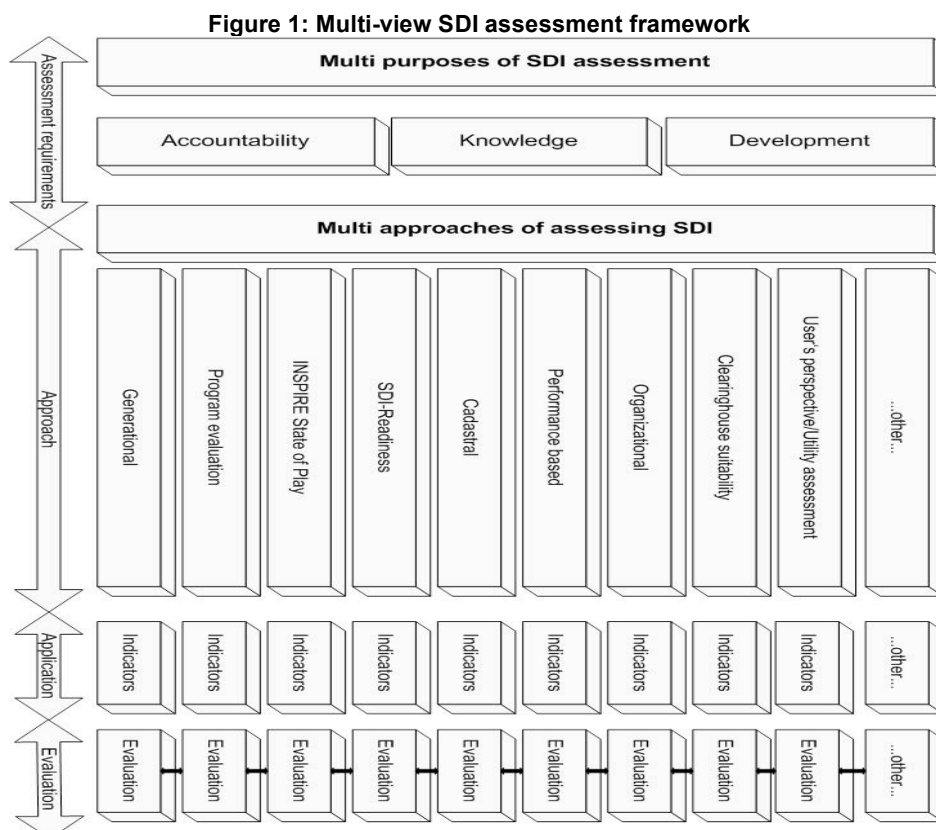 Figure 1: Multi-view SDI assessment framework
Assessment requirements
Multi purposes of SDI assessment
Accountability
Knowledge
Development
Approach
Multi approaches of assessing SDI
Generational
Program evaluation
INSPIRE State of Play
SDI-Readiness
Cadastral
Performance based
Organizational
Clearinghouse suitability
User's perspective/Utility assessment
...other...
Application
Indicators
Indicators
Indicators
Indicators
Indicators
Indicators
Indicators
Indicators
Indicators
...other...
Evaluation
Evaluation
Evaluation
Evaluation
Evaluation
Evaluation
Evaluation
Evaluation
Evaluation
Evaluation
...other...